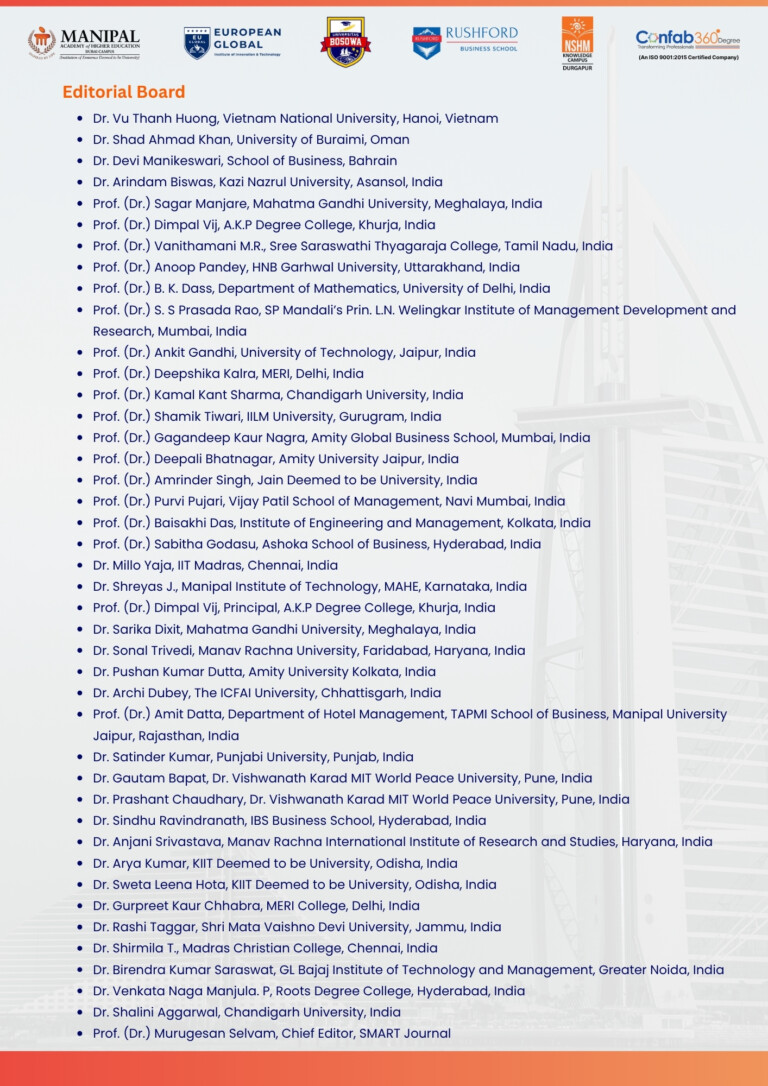 MANIPAL
ACADEMY of HIGHER EDUCATION
DUBAI CAMPUS
(Institution of Eminence Deemed to be University)
EU
GLOBAL
EUROPEAN
GLOBAL
Institute of Innovation & Technology
UNIVERSITAS
BOSOWA
RUSHFORD
RUSHFORD
BUSINESS SCHOOL
NSHM
KNOWLEDGE
CAMPUS
DURGAPUR
Confab360Degree
Transforming Professionals
(An ISO 9001:2015 Certified Company)
Editorial Board
• Dr. Vu Thanh Huong, Vietnam National University, Hanoi, Vietnam
• Dr. Shad Ahmad Khan, University of Buraimi, Oman
• Dr. Devi Manikeswari, School of Business, Bahrain
• Dr. Arindam Biswas, Kazi Nazrul University, Asansol, India
• Prof. (Dr.) Sagar Manjare, Mahatma Gandhi University, Meghalaya, India
• Prof. (Dr.) Dimpal Vij, A.K.P Degree College, Khurja, India
• Prof. (Dr.) Vanithamani M.R., Sree Saraswathi Thyagaraja College, Tamil Nadu, India
• Prof. (Dr.) Anoop Pandey, HNB Garhwal University, Uttarakhand, India
• Prof. (Dr.) B. K. Dass, Department of Mathematics, University of Delhi, India
• Prof. (Dr.) S. S Prasada Rao, SP Mandali's Prin. L.N. Welingkar Institute of Management Development and
Research, Mumbai, India
• Prof. (Dr.) Ankit Gandhi, University of Technology, Jaipur, India
• Prof. (Dr.) Deepshika Kalra, MERI, Delhi, India
• Prof. (Dr.) Kamal Kant Sharma, Chandigarh University, India
• Prof. (Dr.) Shamik Tiwari, IILM University, Gurugram, India
• Prof. (Dr.) Gagandeep Kaur Nagra, Amity Global Business School, Mumbai, India
• Prof. (Dr.) Deepali Bhatnagar, Amity University Jaipur, India
• Prof. (Dr.) Amrinder Singh, Jain Deemed to be University, India
• Prof. (Dr.) Purvi Pujari, Vijay Patil School of Management, Navi Mumbai, India
• Prof. (Dr.) Baisakhi Das, Institute of Engineering and Management, Kolkata, India
• Prof. (Dr.) Sabitha Godasu, Ashoka School of Business, Hyderabad, India
• Dr. Millo Yaja, IIT Madras, Chennai, India
• Dr. Shreyas J., Manipal Institute of Technology, MAHE, Karnataka, India
• Prof. (Dr.) Dimpal Vij, Principal, A.K.P Degree College, Khurja, India
• Dr. Sarika Dixit, Mahatma Gandhi University, Meghalaya, India
• Dr. Sonal Trivedi, Manav Rachna University, Faridabad, Haryana, India
• Dr. Pushan Kumar Dutta, Amity University Kolkata, India
• Dr. Archi Dubey, The ICFAI University, Chhattisgarh, India
• Prof. (Dr.) Amit Datta, Department of Hotel Management, TAPMI School of Business, Manipal University
Jaipur, Rajasthan, India
• Dr. Satinder Kumar, Punjabi University, Punjab, India
• Dr. Gautam Bapat, Dr. Vishwanath Karad MIT World Peace University, Pune, India
• Dr. Prashant Chaudhary, Dr. Vishwanath Karad MIT World Peace University, Pune, India
• Dr. Sindhu Ravindranath, IBS Business School, Hyderabad, India
• Dr. Anjani Srivastava, Manav Rachna International Institute of Research and Studies, Haryana, India
• Dr. Arya Kumar, KIIT Deemed to be University, Odisha, India
• Dr. Sweta Leena Hota, KIIT Deemed to be University, Odisha, India
• Dr. Gurpreet Kaur Chhabra, MERI College, Delhi, India
• Dr. Rashi Taggar, Shri Mata Vaishno Devi University, Jammu, India
• Dr. Shirmila T., Madras Christian College, Chennai, India
• Dr. Birendra Kumar Saraswat, GL Bajaj Institute of Technology and Management, Greater Noida, India
• Dr. Venkata Naga Manjula. P, Roots Degree College, Hyderabad, India
• Dr. Shalini Aggarwal, Chandigarh University, India
• Prof. (Dr.) Murugesan Selvam, Chief Editor, SMART Journal